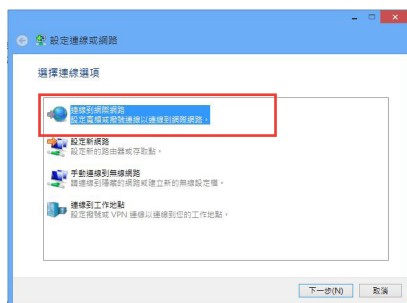 設定連線或網路
選擇連線選項
連線到網際網路
設定寬頻或撥號連線以連線到網際網路。
設定新網路
設定新的路由器或存取點。
手動連線到無線網路
請連線到隱藏的網路或建立新的無線設定檔。
連線到工作地點
設定撥號或 VPN 連線以連線到您的工作地點。
下一步(N)
取消